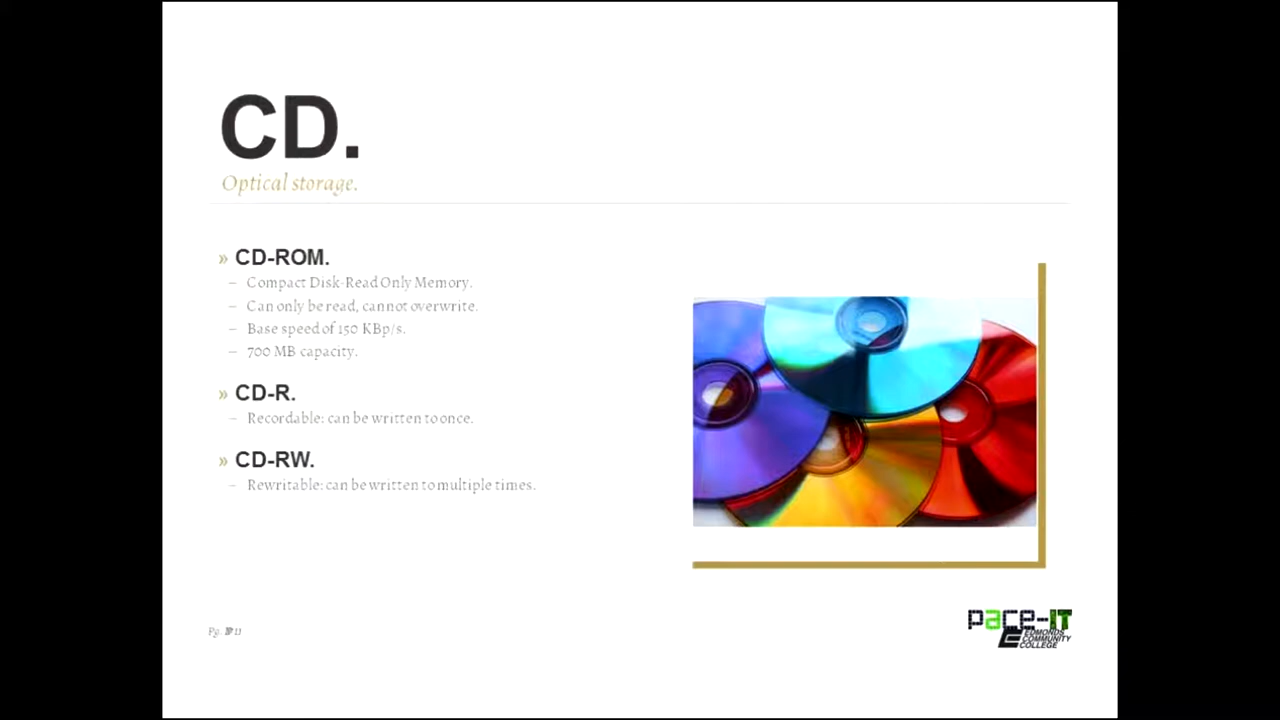 CD.
Optical storage.
» CD-ROM.
– Compact Disk-Read Only Memory.
– Can only be read, cannot overwrite.
– Base speed of 150 KBp/s.
– 700 MB capacity.
» CD-R.
– Recordable: can be written to once.
» CD-RW.
– Rewritable: can be written to multiple times.
Pg. 11
pace-IT
EDMONDS
COMMUNITY
COLLEGE